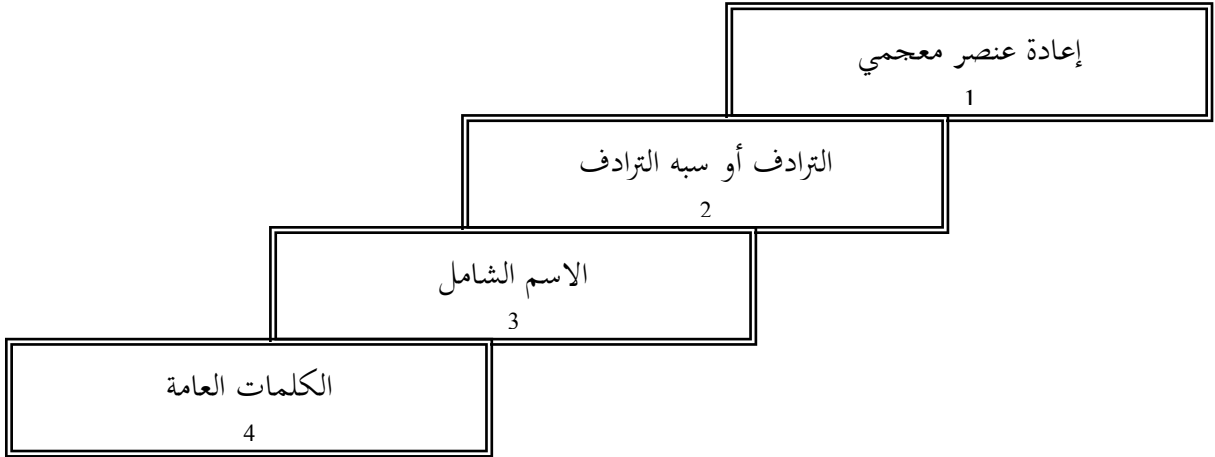 إعادة عنصر معجمي
1
الترادف أو سبه الترادف
2
الاسم الشامل
3
الكلمات العامة
4